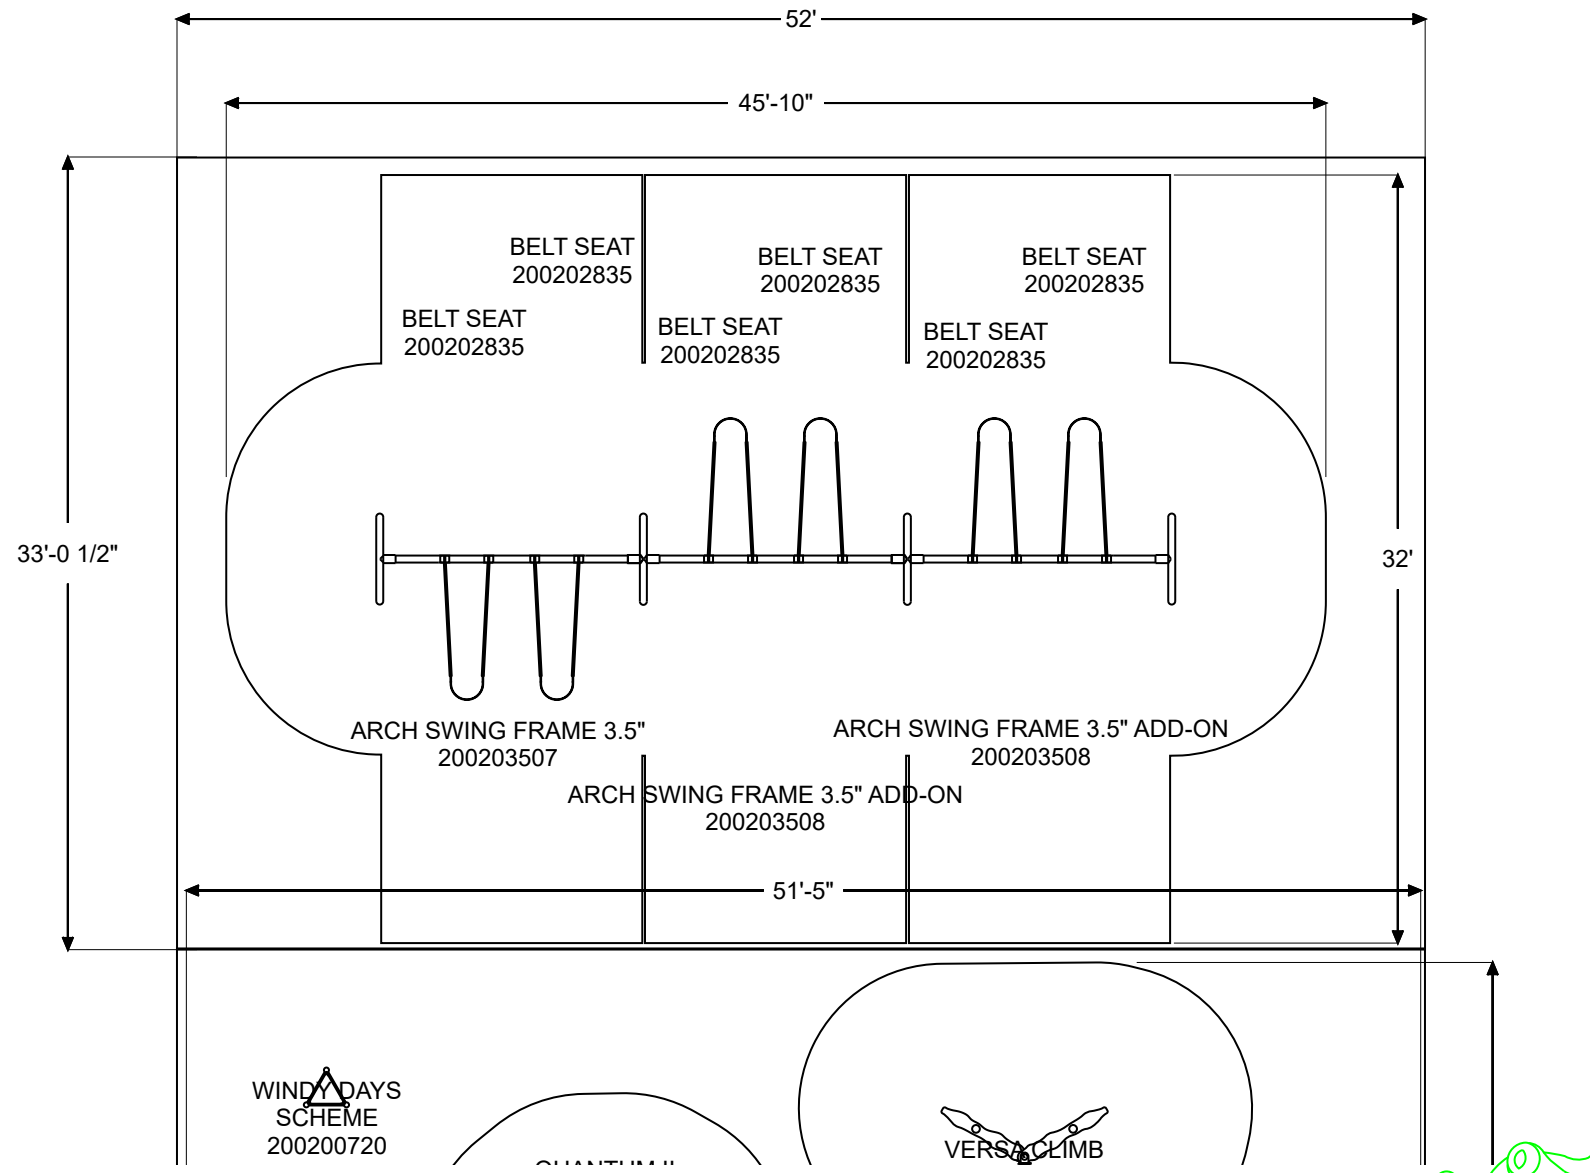 52'
45'-10"
BELT SEAT
200202835
BELT SEAT
200202835
BELT SEAT
200202835
BELT SEAT
200202835
BELT SEAT
200202835
BELT SEAT
200202835
33'-0 1/2"
32'
ARCH SWING FRAME 3.5"
200203507
ARCH SWING FRAME 3.5" ADD-ON
200203508
ARCH SWING FRAME 3.5" ADD-ON
200203508
51'-5"
WINDY DAYS
SCHEME
200200720
VERSA CLIMB
QUANTUM II